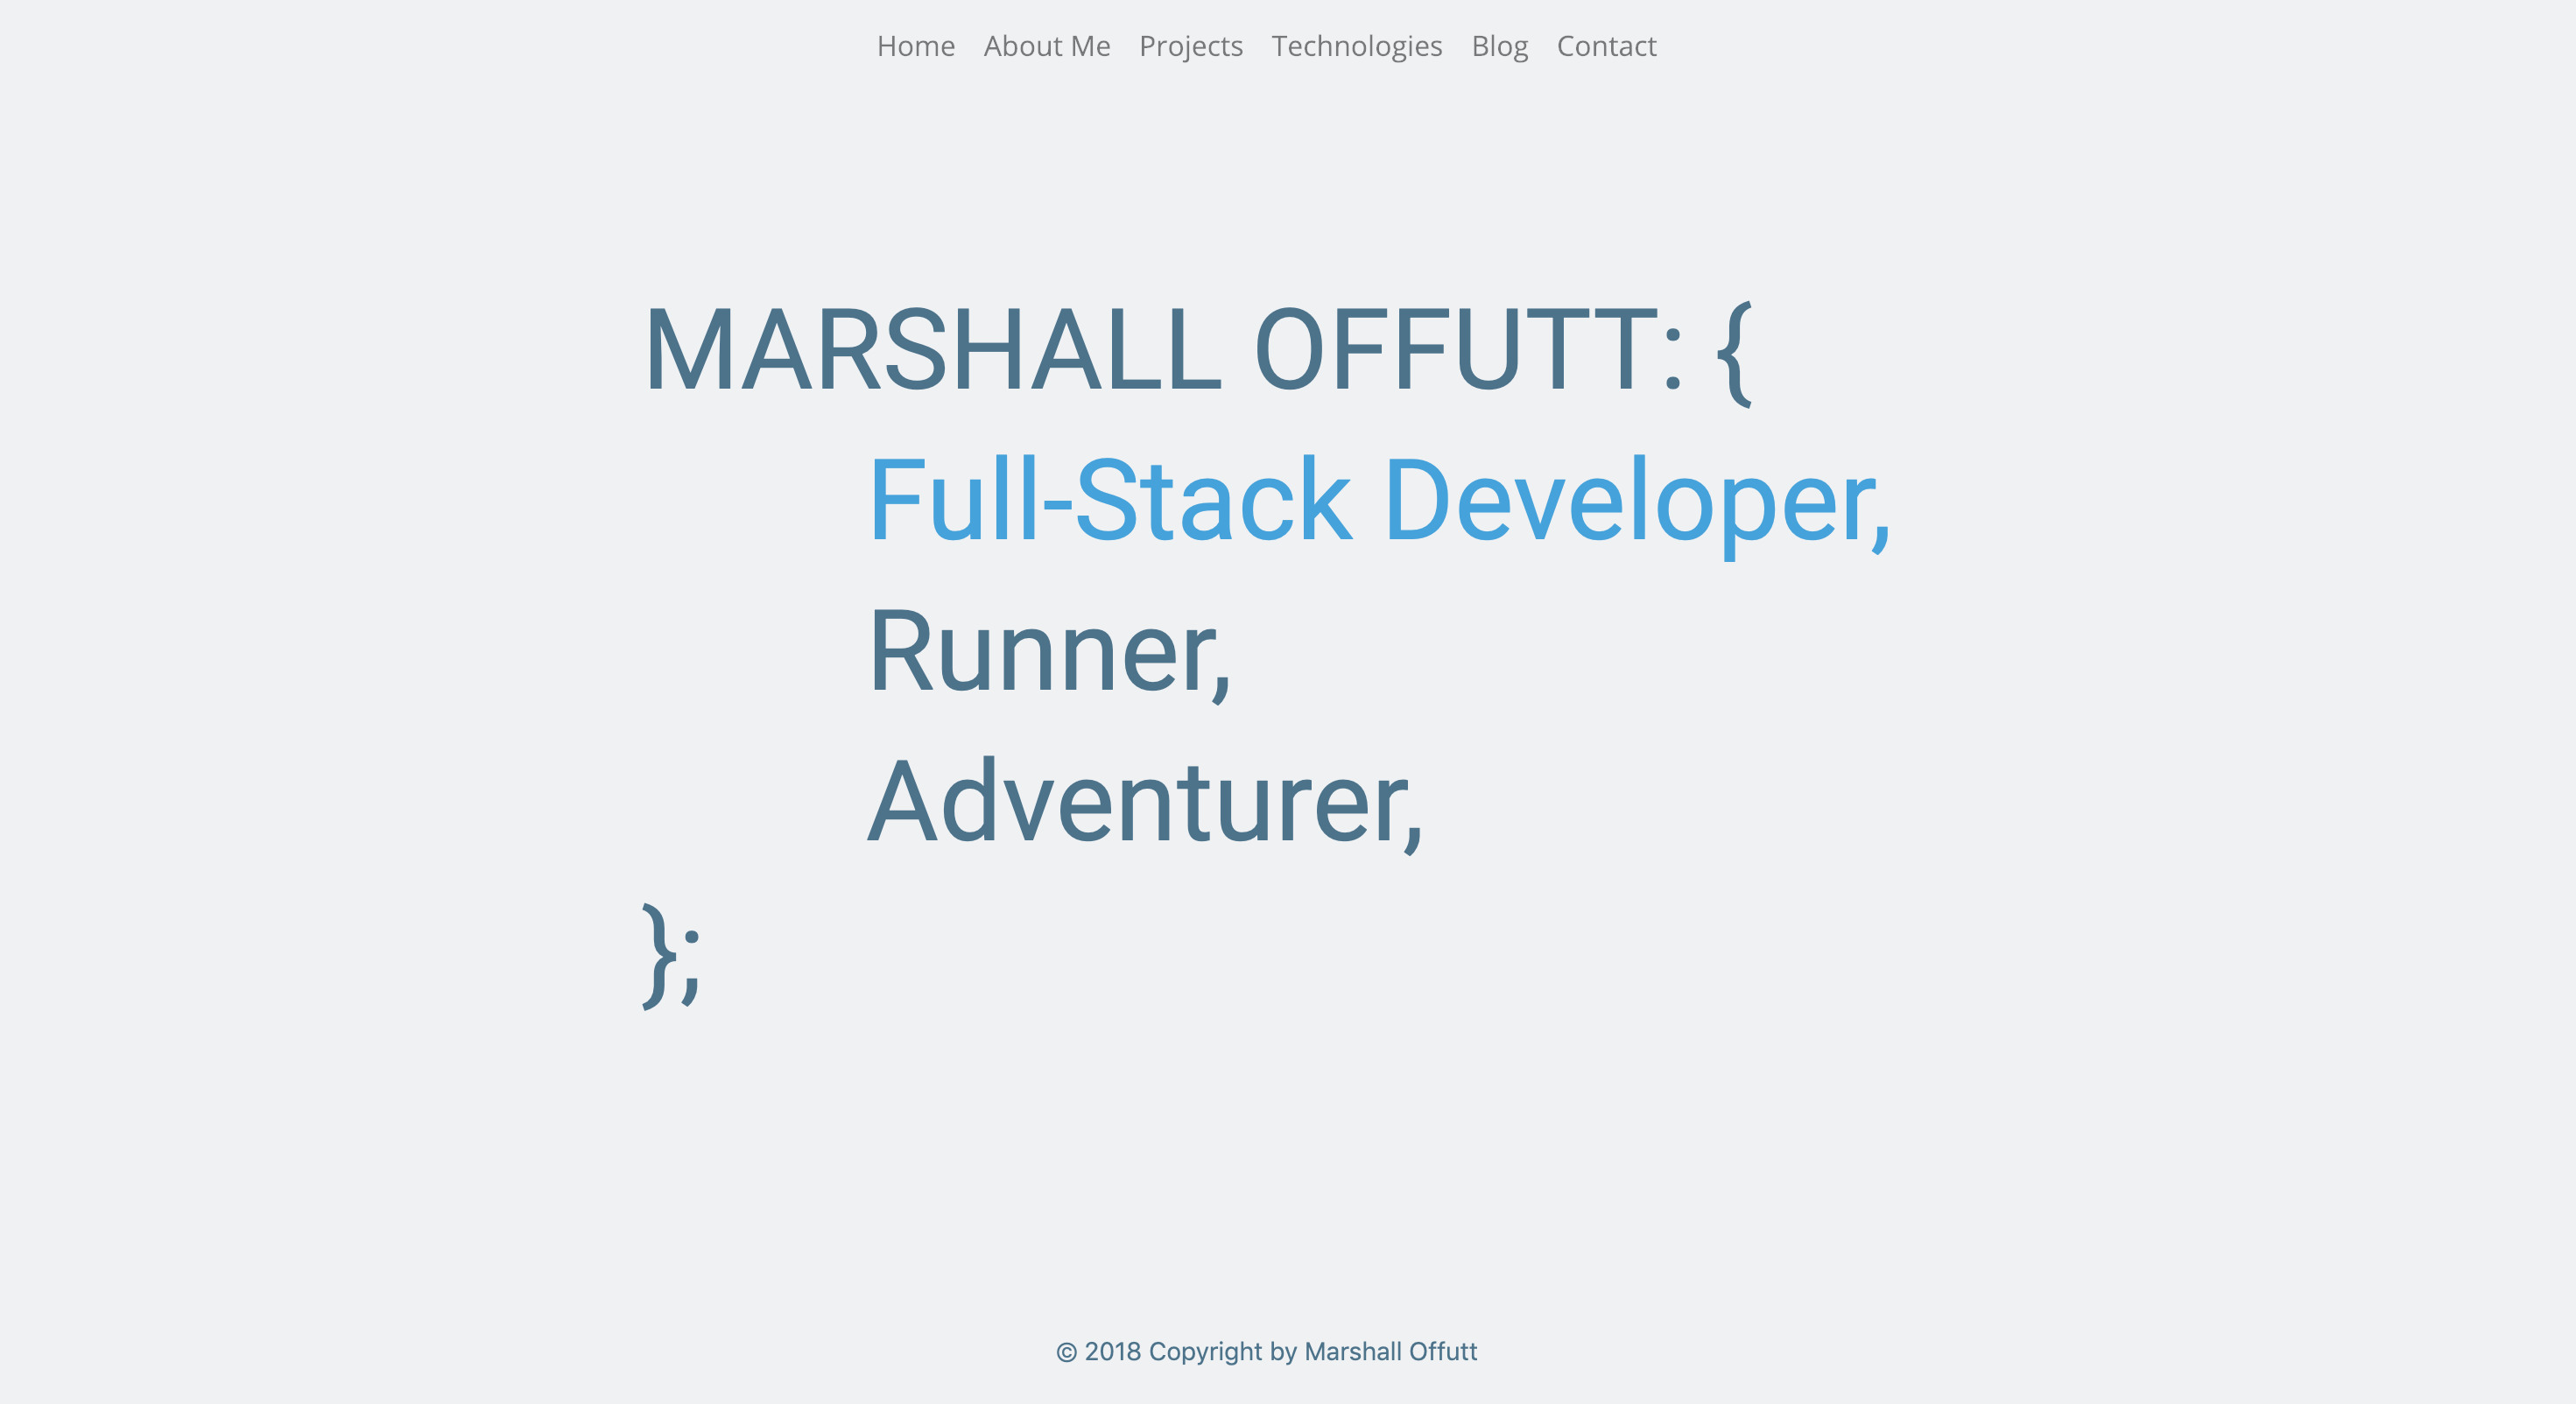 Home About Me Projects Technologies Blog Contact
MARSHALL OFFUTT: {
Full-Stack Developer,
Runner,
Adventurer,
};
© 2018 Copyright by Marshall Offutt